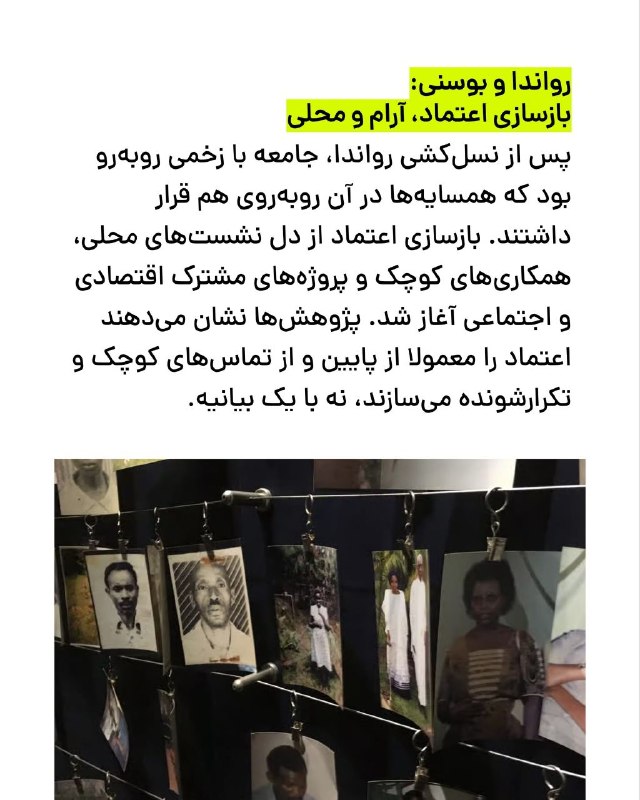 رواندا و بوسنی:
بازسازی اعتماد، آرام و محلی
پس از نسل‌کشی رواندا، جامعه با زخمی روبه‌رو
بود که همسایه‌ها در آن روبه‌روی هم قرار
داشتند. بازسازی اعتماد از دل نشست‌های محلی،
همکاری‌های کوچک و پروژه‌های مشترک اقتصادی
و اجتماعی آغاز شد. پژوهش‌ها نشان می‌دهند
اعتماد را معمولا از پایین و از تماس‌های کوچک و
تکرارشونده می‌سازند، نه با یک بیانیه.